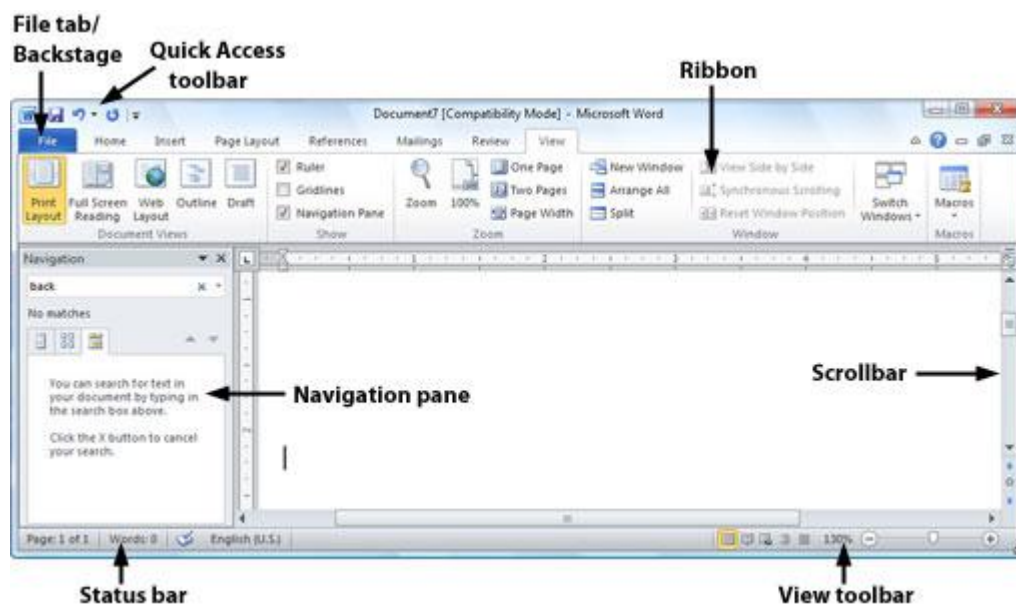 File tab/
Backstage
Quick Access
toolbar
Ribbon
Document7 [Compatibility Mode] - Microsoft Word
File Home Insert Page Layout References Mailings Review View
Print
Layout
Full Screen
Reading
Web
Layout
Outline
Draft
Document Views
Ruler
Gridlines
Navigation Pane
Show
Zoom
100%
One Page
Two Pages
Page Width
Zoom
New Window
Arrange All
Split
View Side by Side
Synchronous Scrolling
Reset Window Position
Switch
Windows
Window
Macros
Macros
Navigation
back
No matches
You can search for text in
your document by typing in
the search box above.
Click the X button to cancel
your search.
Navigation pane
Scrollbar
Page: 1 of 1 Words: 0 English (U.S.) 130%
Status bar
View toolbar